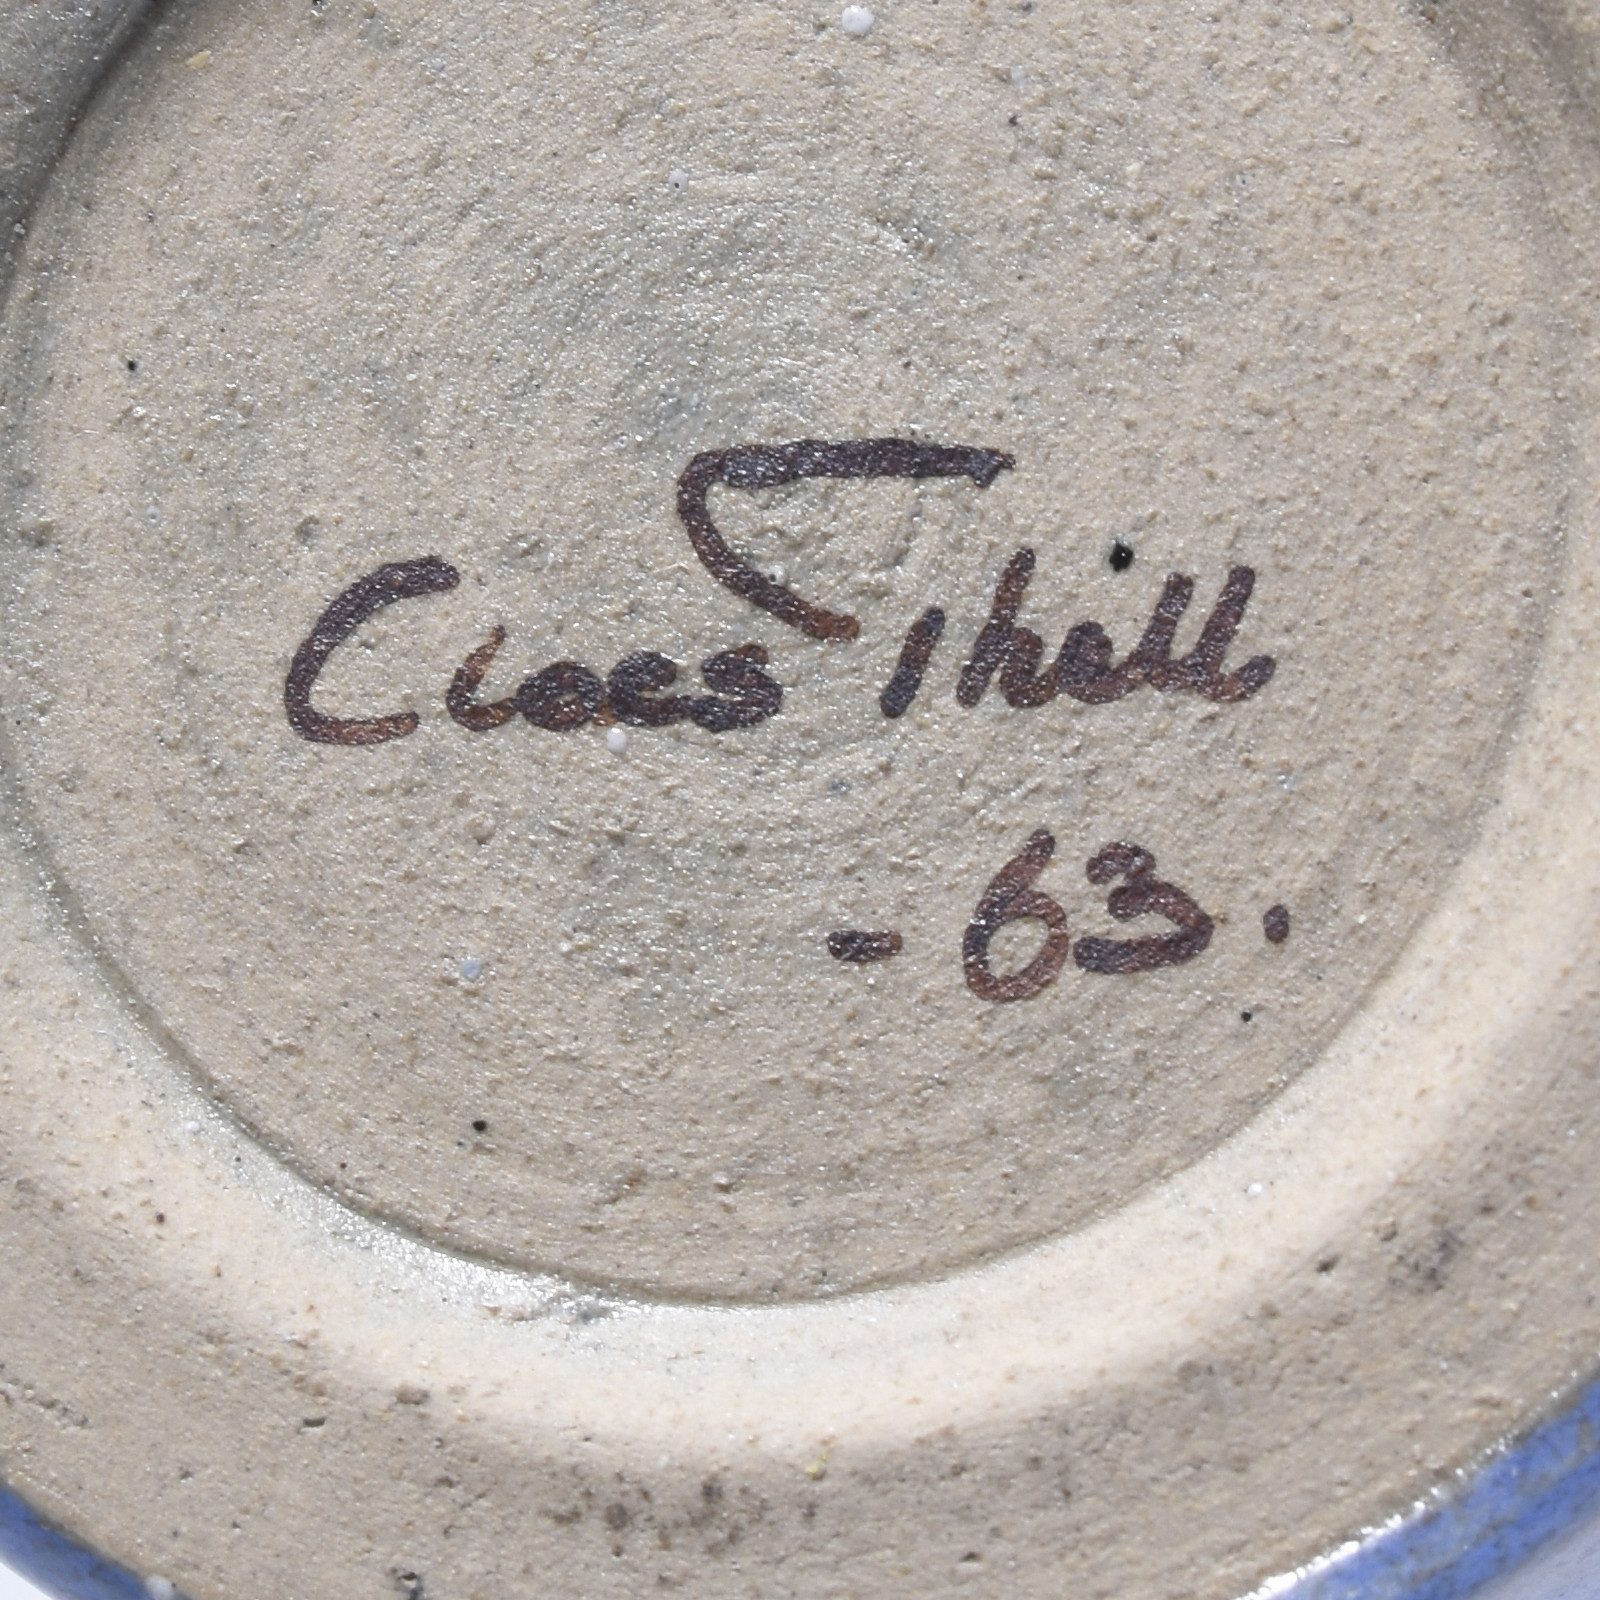 Claes Thell
- 63.